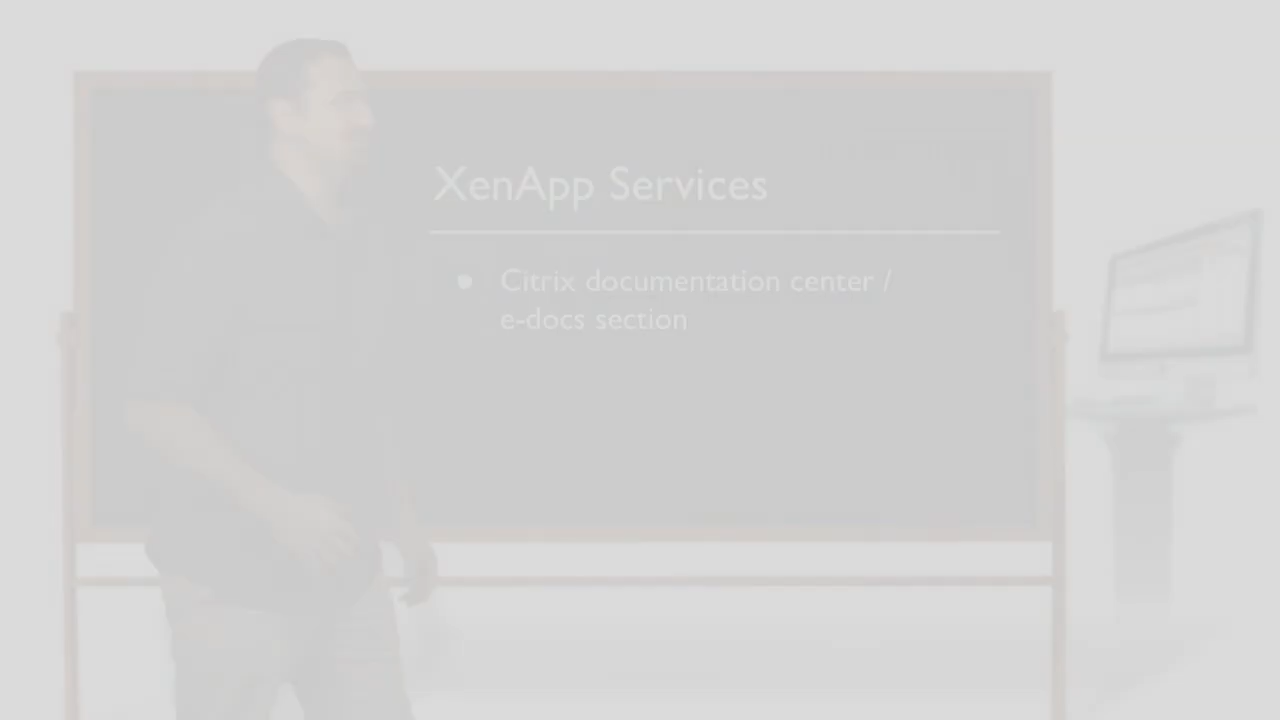 XenApp Services
• Citrix documentation center /
e-docs section